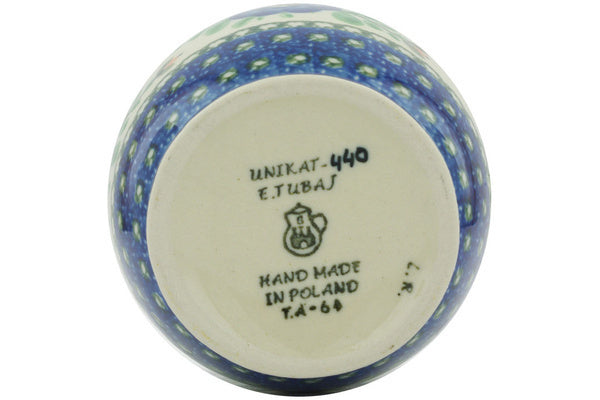 UNIKAT-440
E.TUBAJ
HAND MADE
IN POLAND
T.A-64
L.R.